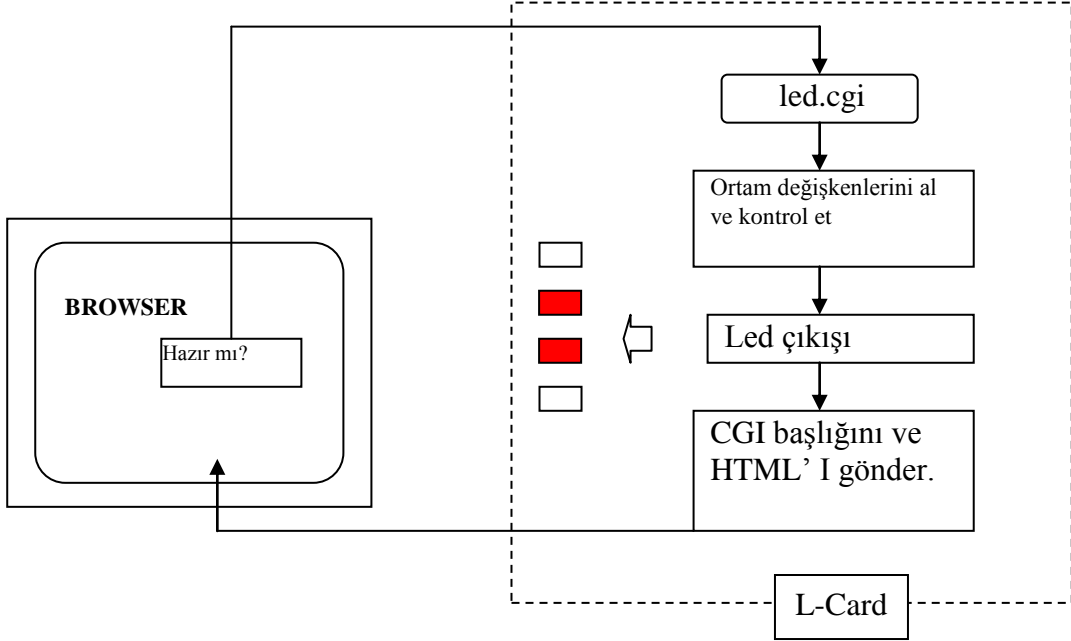 led.cgi
Ortam değişkenlerini al
ve kontrol et
BROWSER
Hazır mı?
Led çıkışı
CGI başlığını ve
HTML’ I gönder.
L-Card